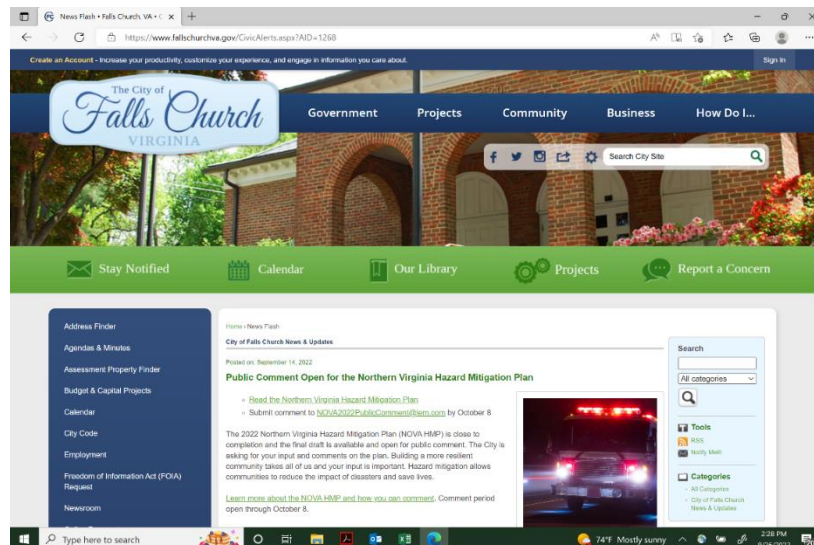 News Flash • Falls Church, VA • C
https://www.fallschurchva.gov/CivicAlerts.aspx?AID=1268
Create an Account - Increase your productivity, customize your experience, and engage in information you care about.
Sign In
The City of
Falls Church
VIRGINIA
Government
Projects
Community
Business
How Do I...
Search City Site
Stay Notified
Calendar
Our Library
Projects
Report a Concern
Address Finder
Agendas & Minutes
Assessment Property Finder
Budget & Capital Projects
Calendar
City Code
Employment
Freedom of Information Act (FOIA)
Request
Newsroom
Home › News Flash
City of Falls Church News & Updates
Posted on: September 14, 2022
Public Comment Open for the Northern Virginia Hazard Mitigation Plan
Read the Northern Virginia Hazard Mitigation Plan
Submit comment to NOVA2022PublicComment@iem.com by October 8
The 2022 Northern Virginia Hazard Mitigation Plan (NOVA HMP) is close to
completion and the final draft is available and open for public comment. The City is
asking for your input and comments on the plan. Building a more resilient
community takes all of us and your input is important. Hazard mitigation allows
communities to reduce the impact of disasters and save lives.
Learn more about the NOVA HMP and how you can comment. Comment period
open through October 8.
Search
All categories
Tools
RSS
Notify Me®
Categories
All Categories
City of Falls Church
News & Updates
Type here to search
74°F Mostly sunny
2:28 PM